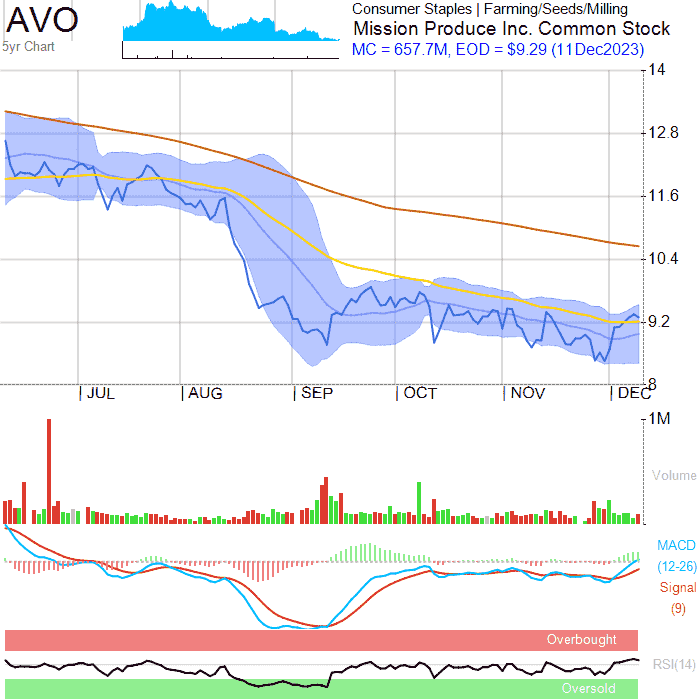 AVO
5yr Chart
Consumer Staples | Farming/Seeds/Milling
Mission Produce Inc. Common Stock
MC = 657.7M, EOD = $9.29 (11Dec2023)
14
12.8
11.6
10.4
9.2
8
JUL
AUG
SEP
OCT
NOV
DEC
1M
Volume
MACD
(12-26)
Signal
(9)
Overbought
RSI(14)
Oversold